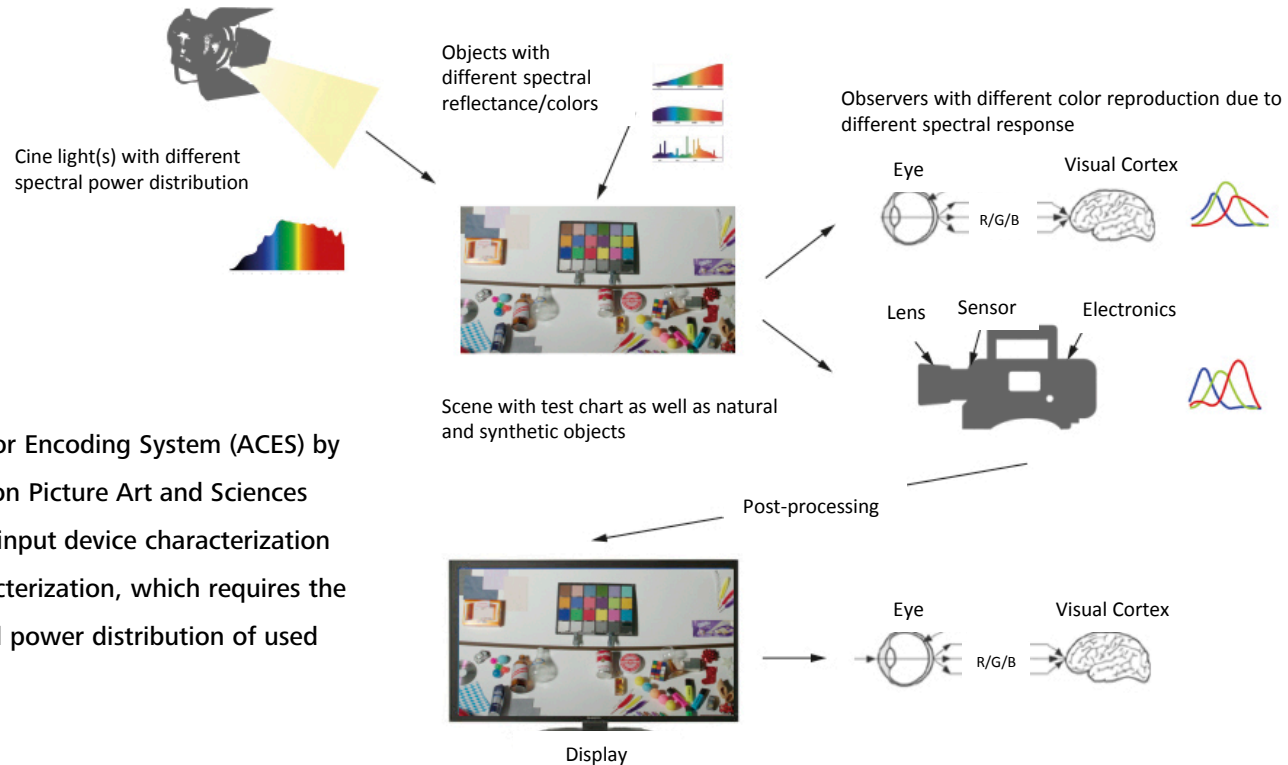 Objects with
different spectral
reflectance/colors
Cine light(s) with different
spectral power distribution
Observers with different color reproduction due to
different spectral response
Eye
Visual Cortex
R/G/B
Lens
Sensor
Electronics
Scene with test chart as well as natural
and synthetic objects
or Encoding System (ACES) by
on Picture Art and Sciences
input device characterization
cterization, which requires the
l power distribution of used
Post-processing
Eye
Visual Cortex
R/G/B
Display